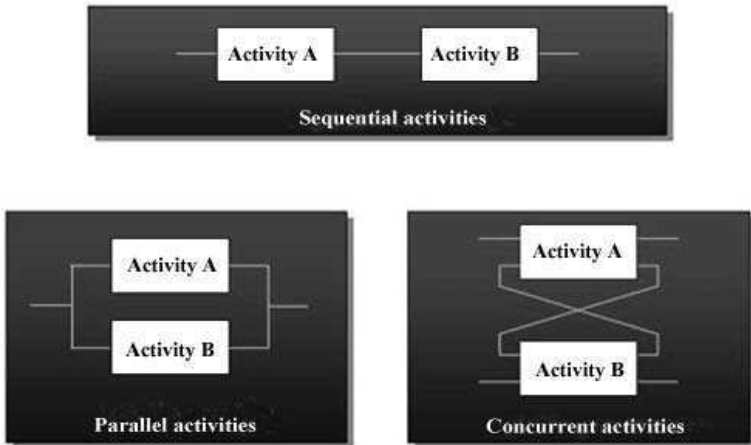 Activity A
Activity B
Sequential activities
Activity A
Activity B
Parallel activities
Activity A
Activity B
Concurrent activities